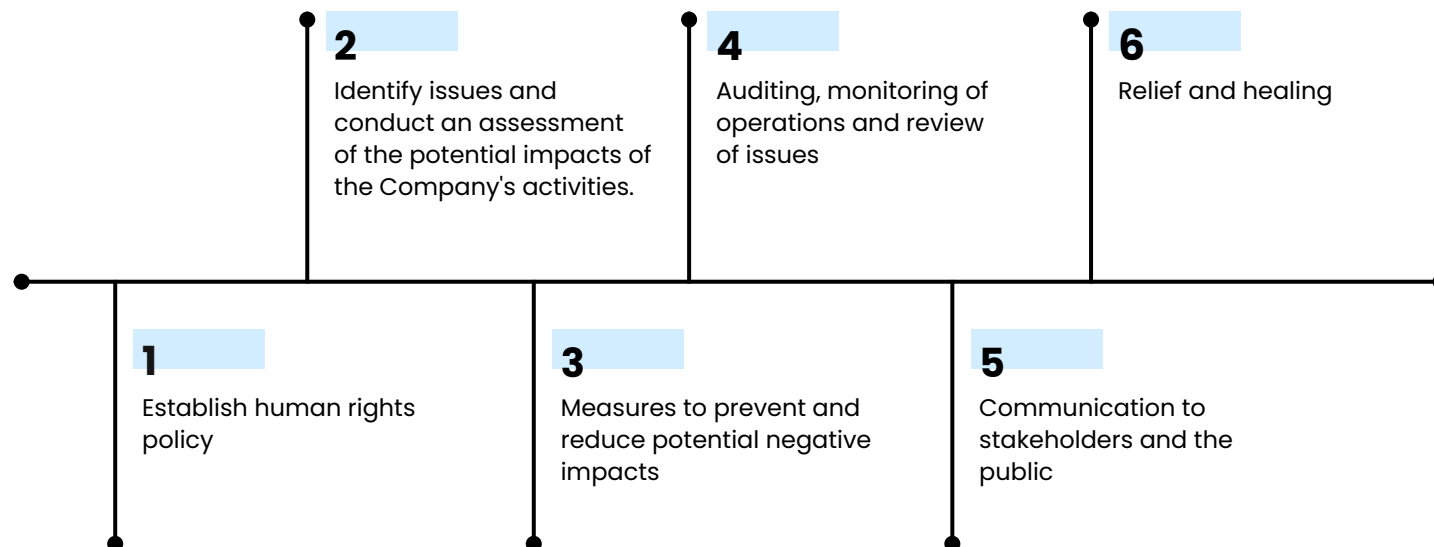 1
Establish human rights
policy
2
Identify issues and
conduct an assessment
of the potential impacts of
the Company's activities.
3
Measures to prevent and
reduce potential negative
impacts
4
Auditing, monitoring of
operations and review
of issues
5
Communication to
stakeholders and the
public
6
Relief and healing